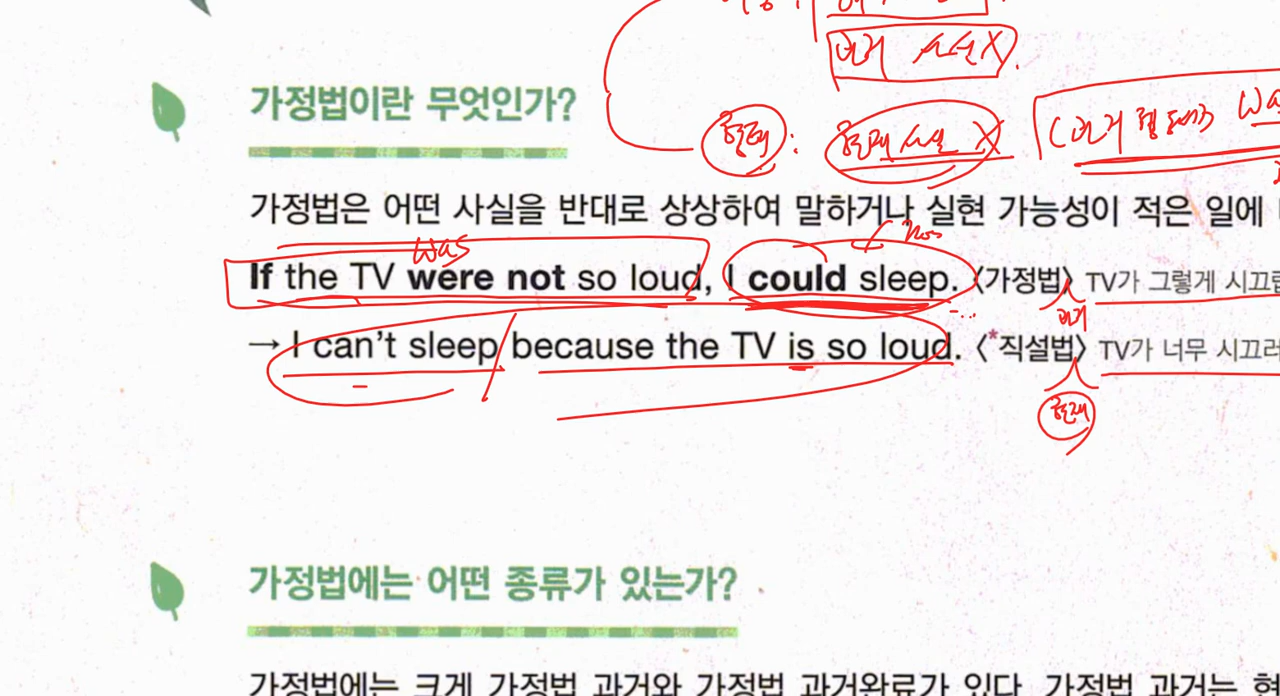 과거 사실 X
가정법이란 무엇인가?
현재 : 현재 사실 X (과거 형태로
가정법은 어떤 사실을 반대로 상상하여 말하거나 실현 가능성이 적은 일에
was
If the TV were not so loud, I could sleep. 〈가정법〉 TV가 그렇게 시끄럽
과거
→ I can't sleep because the TV is so loud. 〈*직설법〉 TV가 너무 시끄러
현재
가정법에는 어떤 종류가 있는가?
가정법에는 크게 가정법 과거와 가정법 과거완료가 있다. 가정법 과거는 현